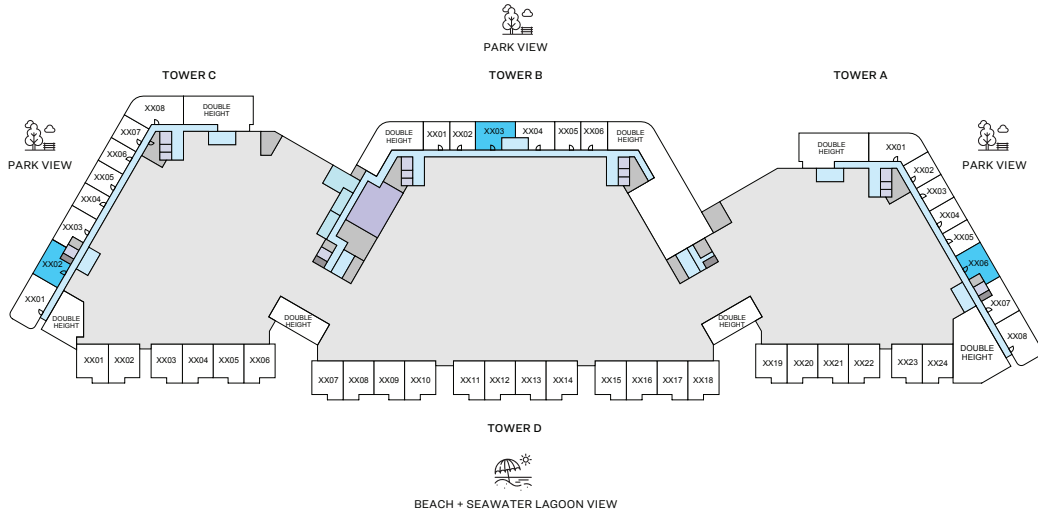 PARK VIEW
TOWER C
TOWER B
TOWER A
PARK VIEW
PARK VIEW
XX08
DOUBLE
HEIGHT
XX07
XX06
XX05
XX04
XX03
XX02
XX01
DOUBLE
HEIGHT
DOUBLE
HEIGHT
XX01
XX02
XX03
XX04
XX05
XX06
DOUBLE
HEIGHT
DOUBLE
HEIGHT
XX01
XX02
XX03
XX04
XX05
XX06
XX07
XX08
DOUBLE
HEIGHT
DOUBLE
HEIGHT
DOUBLE
HEIGHT
XX01
XX02
XX03
XX04
XX05
XX06
XX07
XX08
XX09
XX10
XX11
XX12
XX13
XX14
XX15
XX16
XX17
XX18
XX19
XX20
XX21
XX22
XX23
XX24
TOWER D
BEACH + SEAWATER LAGOON VIEW